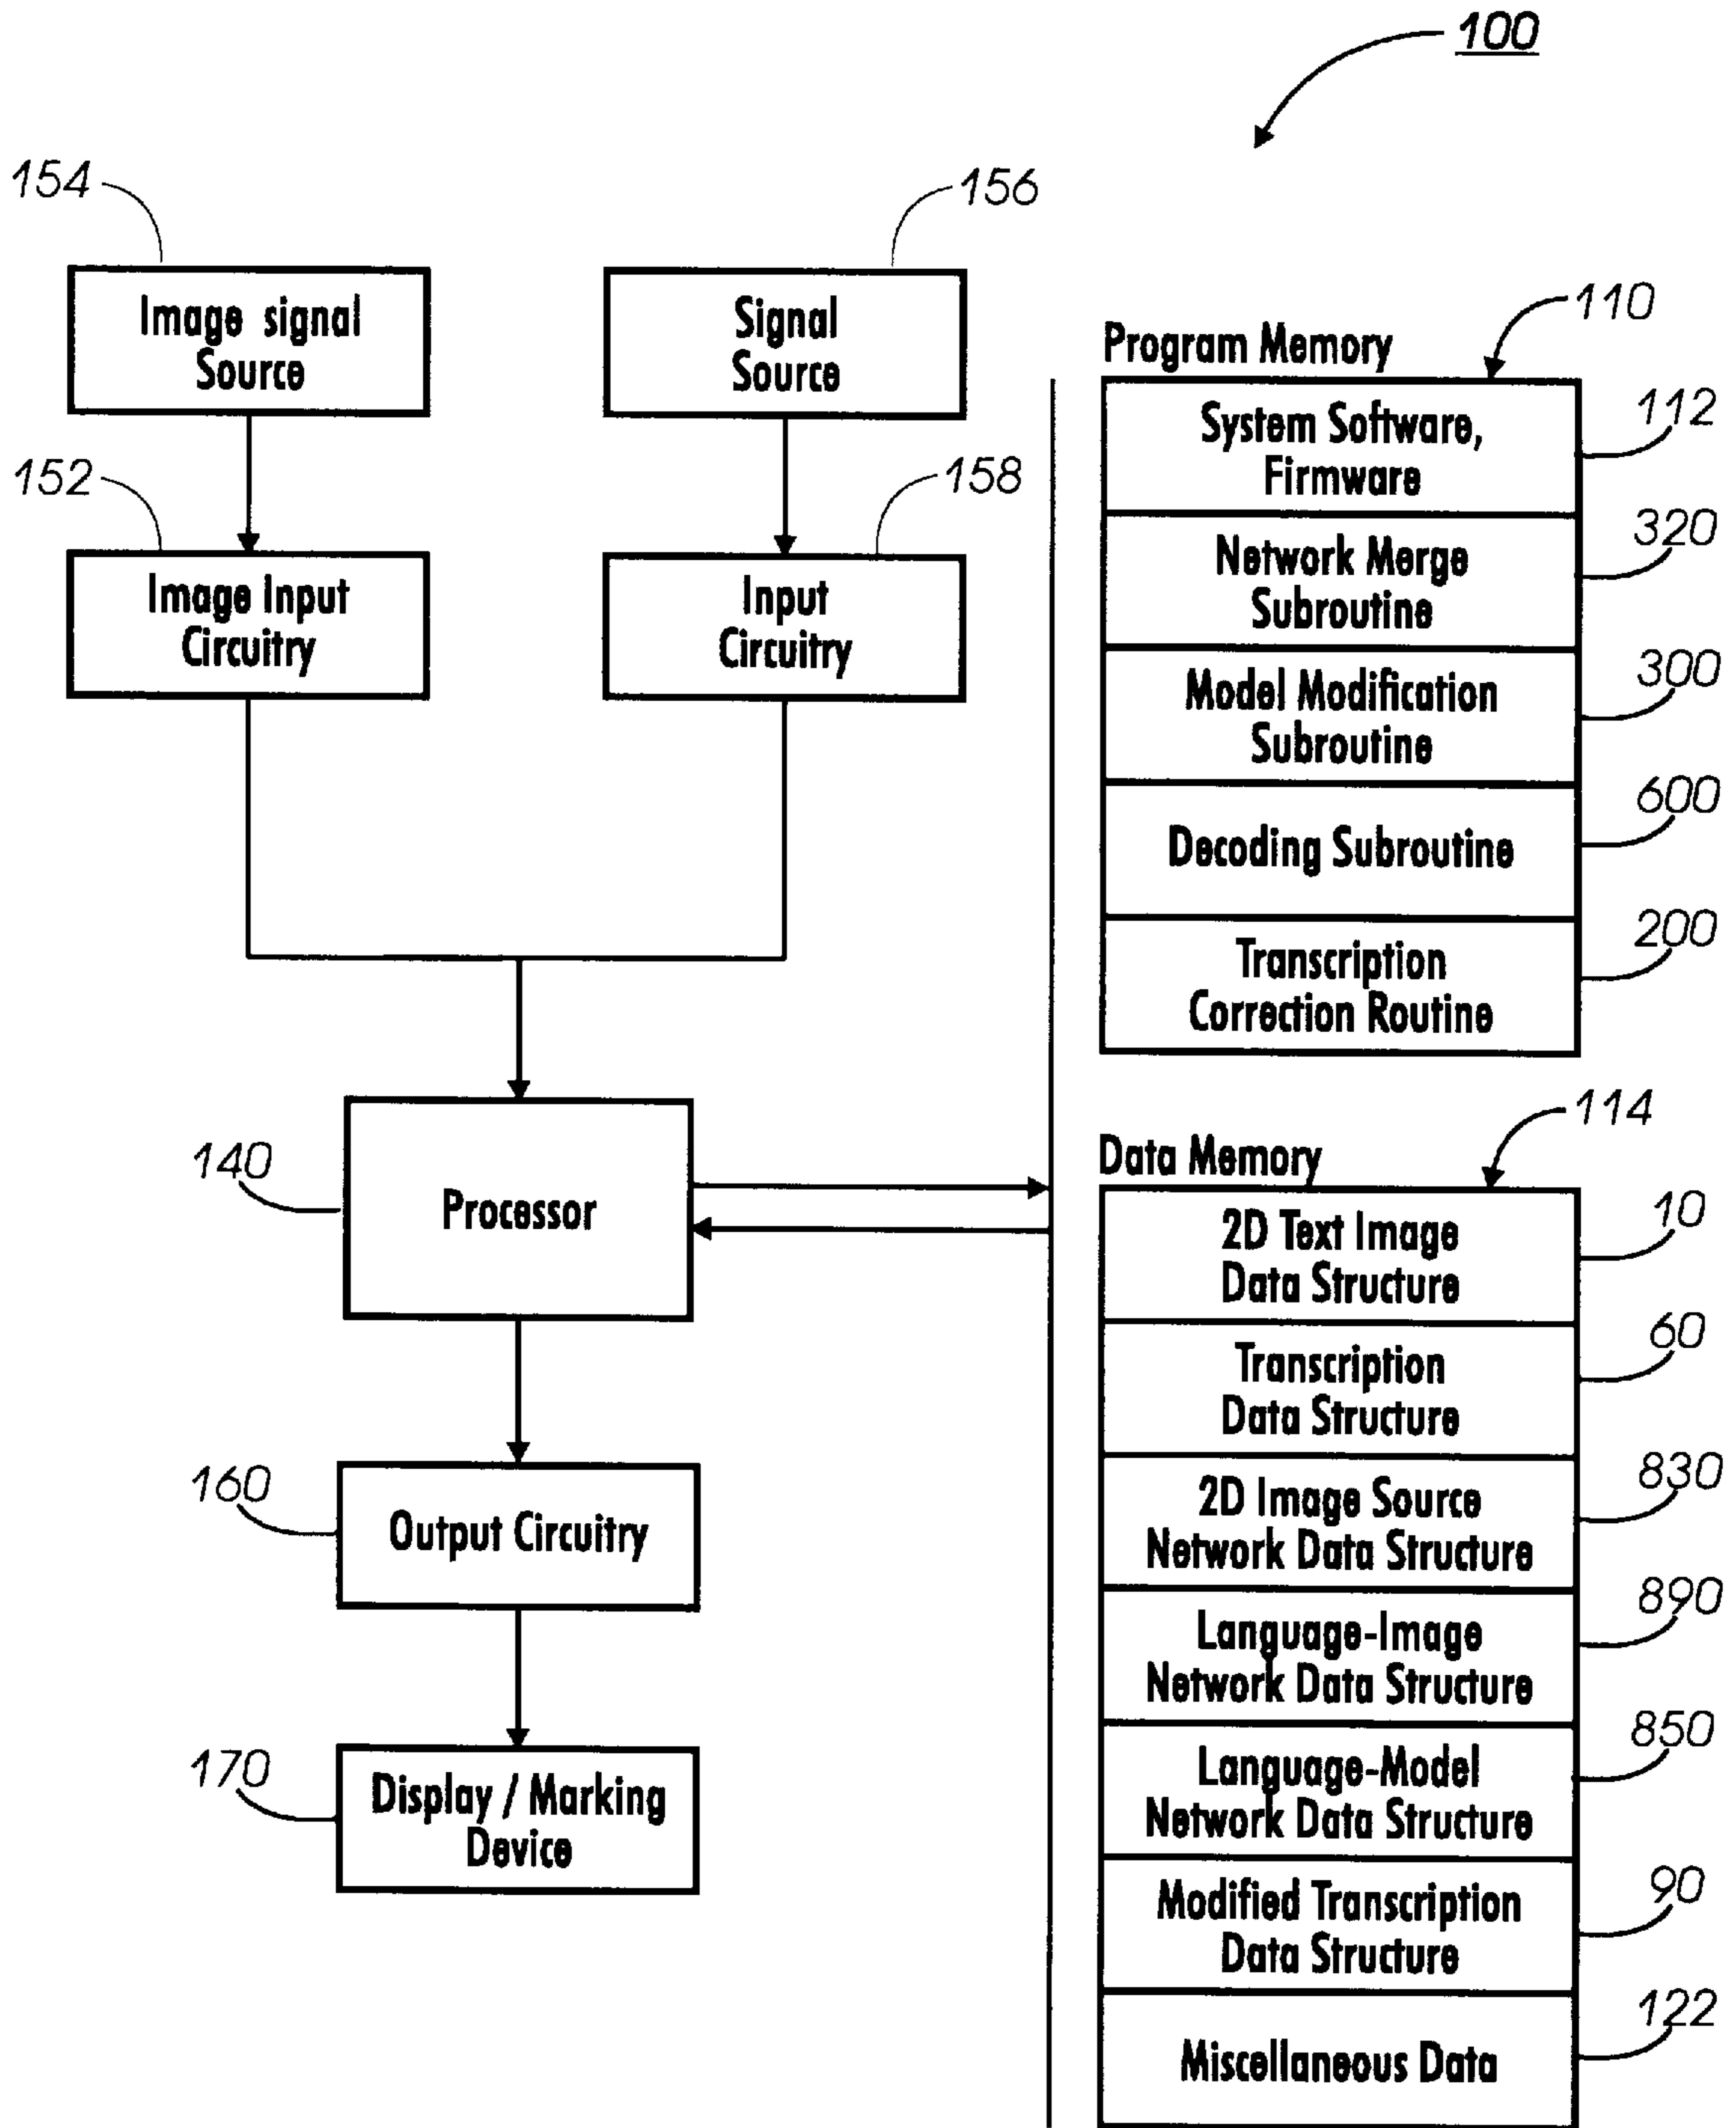 100
154
156
Image signal
Source
Signal
Source
152
158
Image Input
Circuitry
Input
Circuitry
140
Processor
160
Output Circuitry
170
Display / Marking
Device
110
Program Memory
System Software,
Firmware
112
Network Merge
Subroutine
320
Model Modification
Subroutine
300
Decoding Subroutine
600
Transcription
Correction Routine
200
114
Data Memory
2D Text Image
Data Structure
10
Transcription
Data Structure
60
2D Image Source
Network Data Structure
830
Language-Image
Network Data Structure
890
Language-Model
Network Data Structure
850
Modified Transcription
Data Structure
90
Miscellaneous Data
122